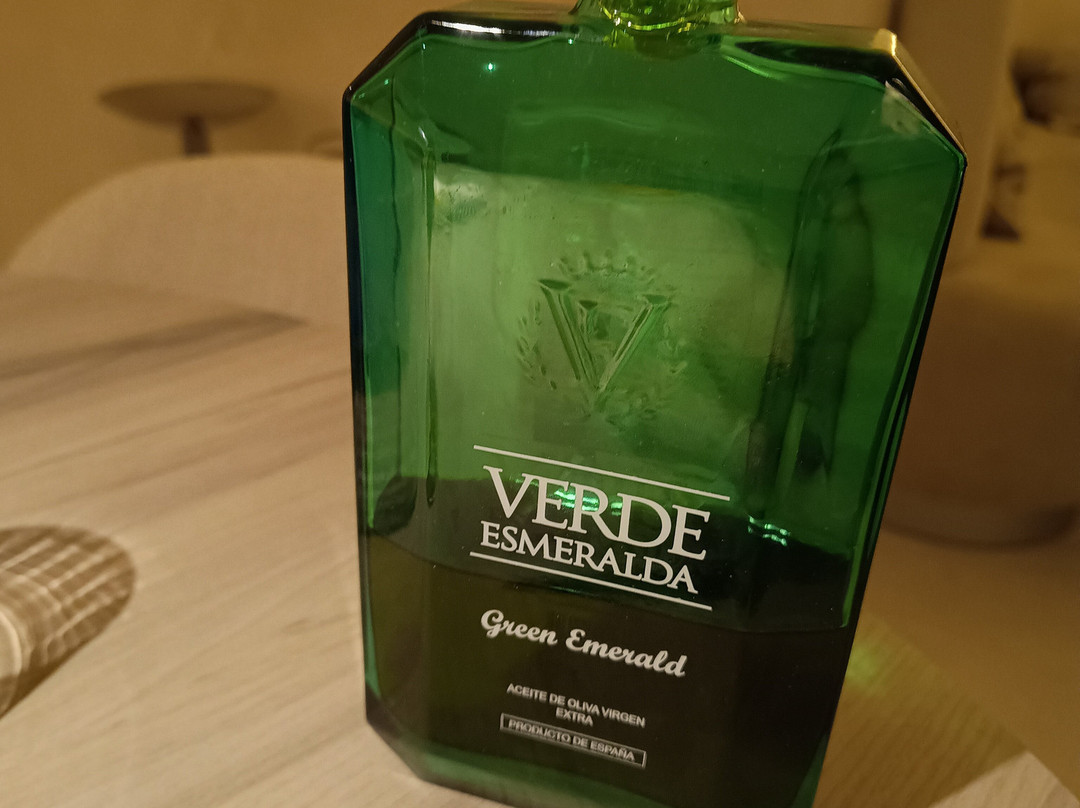 V
VERDE
ESMERALDA
Green Emerald
ACEITE DE OLIVA VIRGEN
EXTRA
PRODUCTO DE ESPAÑA